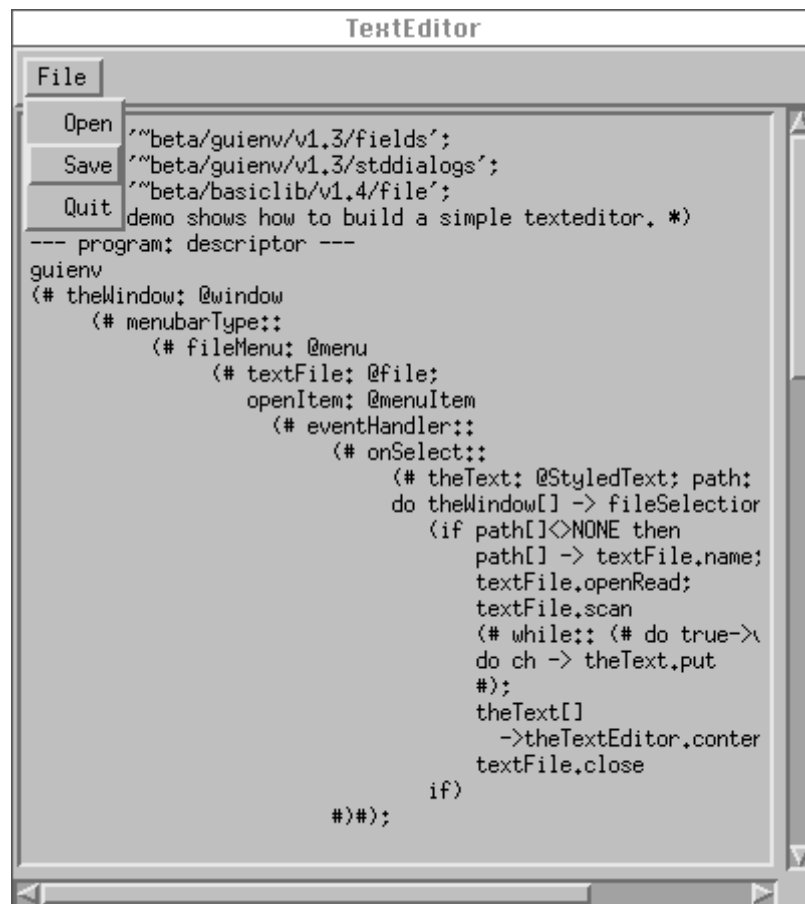 TextEditor
File
Open
'~beta/guienv/v1.3/fields';
Save
'~beta/guienv/v1.3/stddialogs';
'~beta/basiclib/v1.4/file';
Quit
demo shows how to build a simple texteditor. *)
--- program: descriptor ---
guienv
(# theWindow: @window
(# menubarType::
(# fileMenu: @menu
(# textFile: @file;
openItem: @menuItem
(# eventHandler::
(# onSelect::
(# theText: @StyledText; path:
do theWindow[] -> fileSelection
(if path[]<>NONE then
path[] -> textFile.name;
textFile.openRead;
textFile.scan
(# while:: (# do true->
do ch -> theText.put
#);
theText[]
->theTextEditor.conter
textFile.close
if)
#)#);